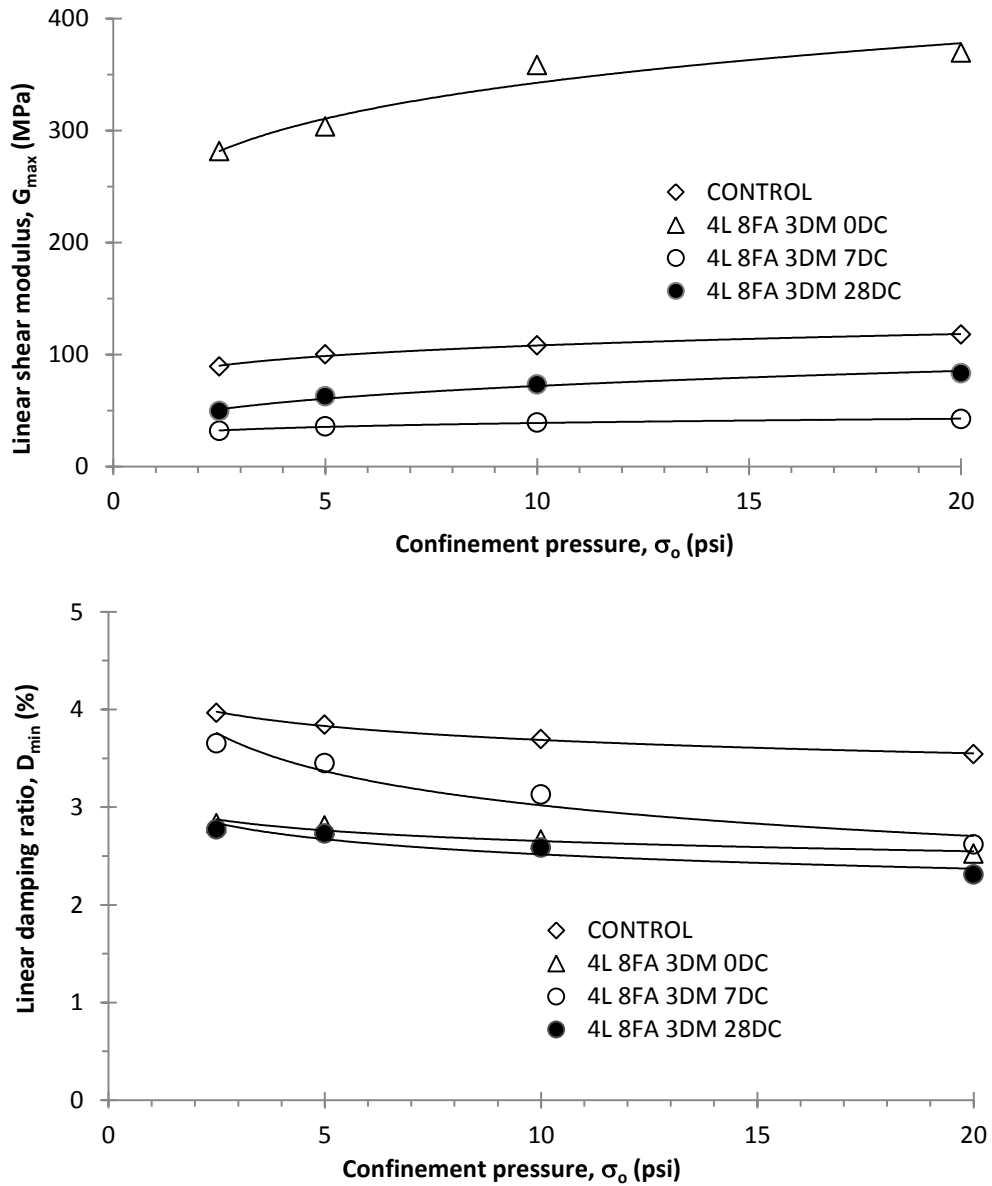 400
300
200
100
0
Linear shear modulus, Gmax (MPa)
CONTROL
4L 8FA 3DM 0DC
4L 8FA 3DM 7DC
4L 8FA 3DM 28DC
0 5 10 15 20
Confinement pressure, σo (psi)
5
4
3
2
1
0
Linear damping ratio, Dmin (%)
CONTROL
4L 8FA 3DM 0DC
4L 8FA 3DM 7DC
4L 8FA 3DM 28DC
0 5 10 15 20
Confinement pressure, σo (psi)